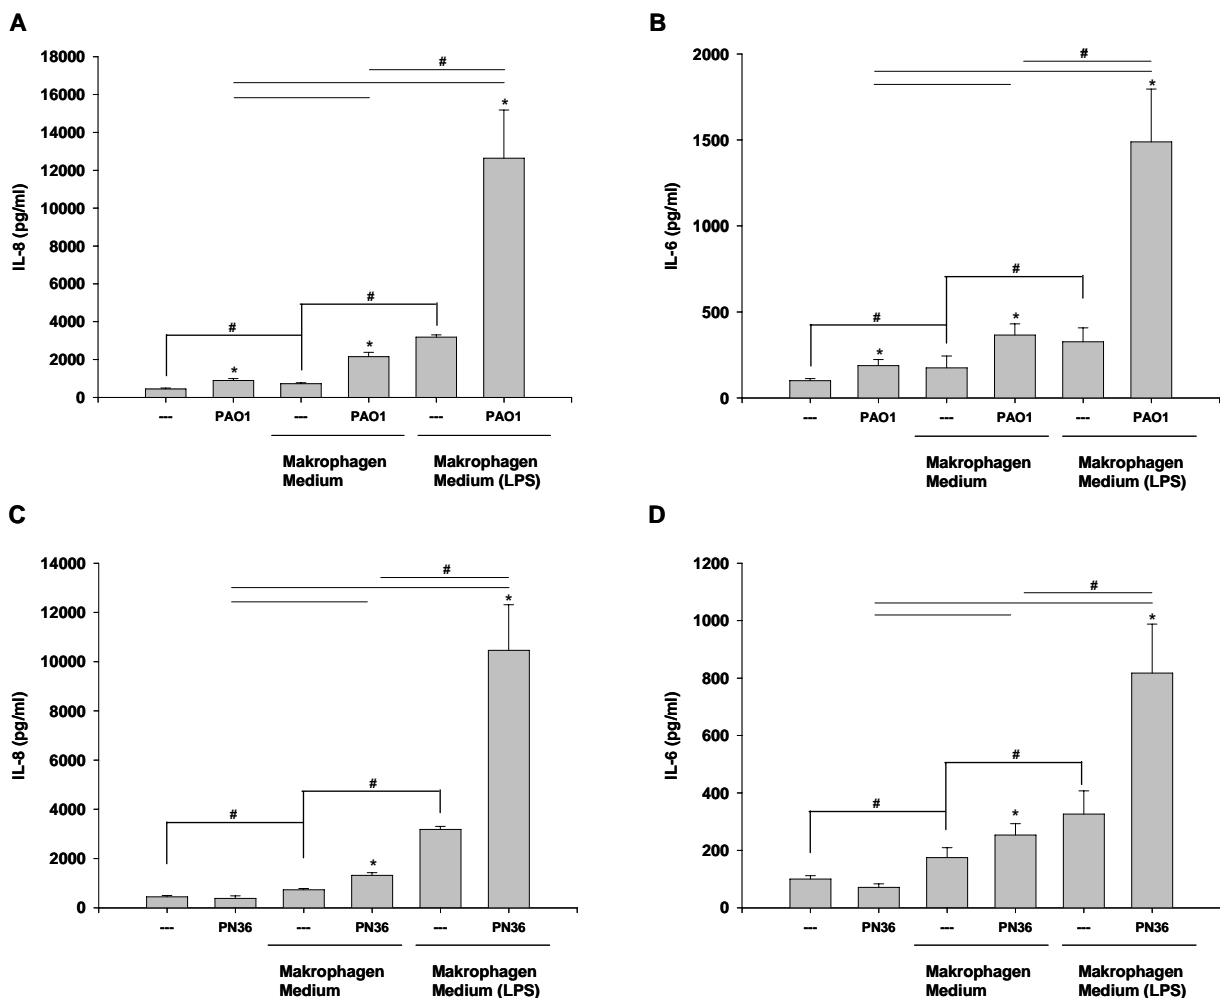 A
18000
16000
14000
12000
10000
8000
6000
4000
2000
0
IL-8 (pg/ml)
#
#
#
*
*
*
--- PAO1 --- PAO1 --- PAO1
Makrophagen
Medium
Makrophagen
Medium (LPS)
B
2000
1500
1000
500
0
IL-6 (pg/ml)
#
#
#
*
*
*
--- PAO1 --- PAO1 --- PAO1
Makrophagen
Medium
Makrophagen
Medium (LPS)
C
14000
12000
10000
8000
6000
4000
2000
0
IL-8 (pg/ml)
#
#
#
*
*
--- PN36 --- PN36 --- PN36
Makrophagen
Medium
Makrophagen
Medium (LPS)
D
1200
1000
800
600
400
200
0
IL-6 (pg/ml)
#
#
#
*
*
--- PN36 --- PN36 --- PN36
Makrophagen
Medium
Makrophagen
Medium (LPS)